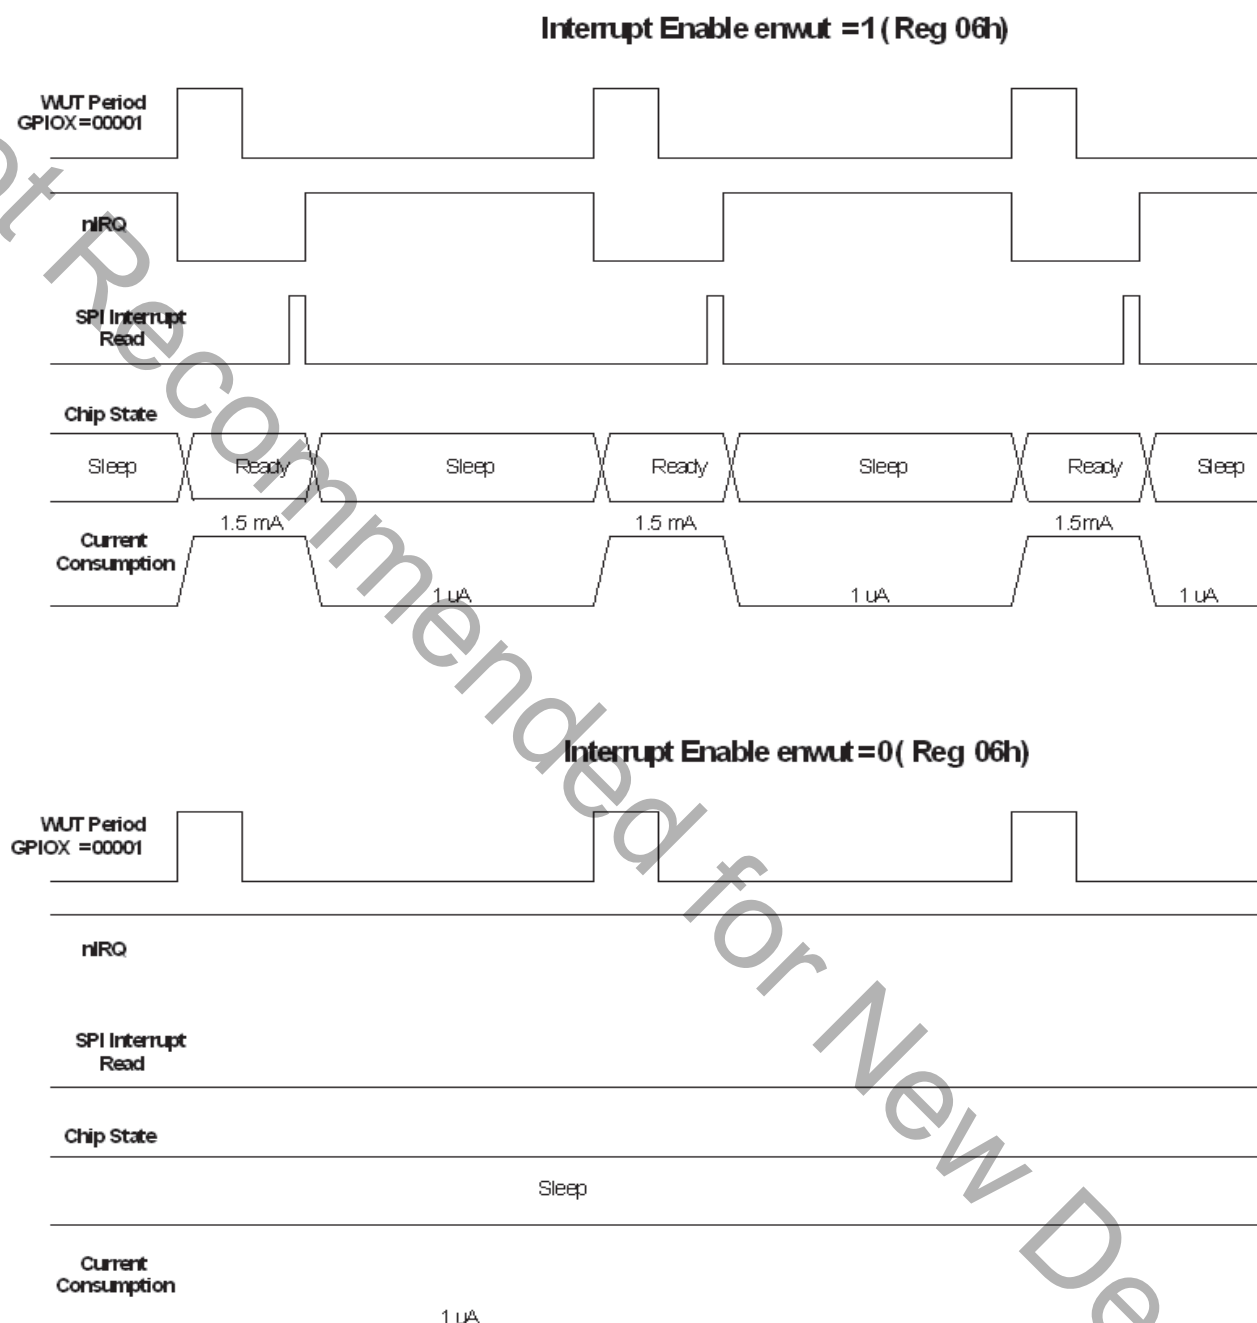 Interrupt Enable enwut =1 ( Reg 06h)
WUT Period
GPIOX =00001
nIRQ
SPI Interrupt
Read
Chip State
Sleep Ready Sleep Ready Sleep Ready Sleep
1.5 mA 1.5 mA 1.5mA
Current
Consumption
1 uA 1 uA 1 uA
Interrupt Enable enwut =0 ( Reg 06h)
WUT Period
GPIOX =00001
nIRQ
SPI Interrupt
Read
Chip State
Sleep
Current
Consumption
1 uA
Recommended for New De